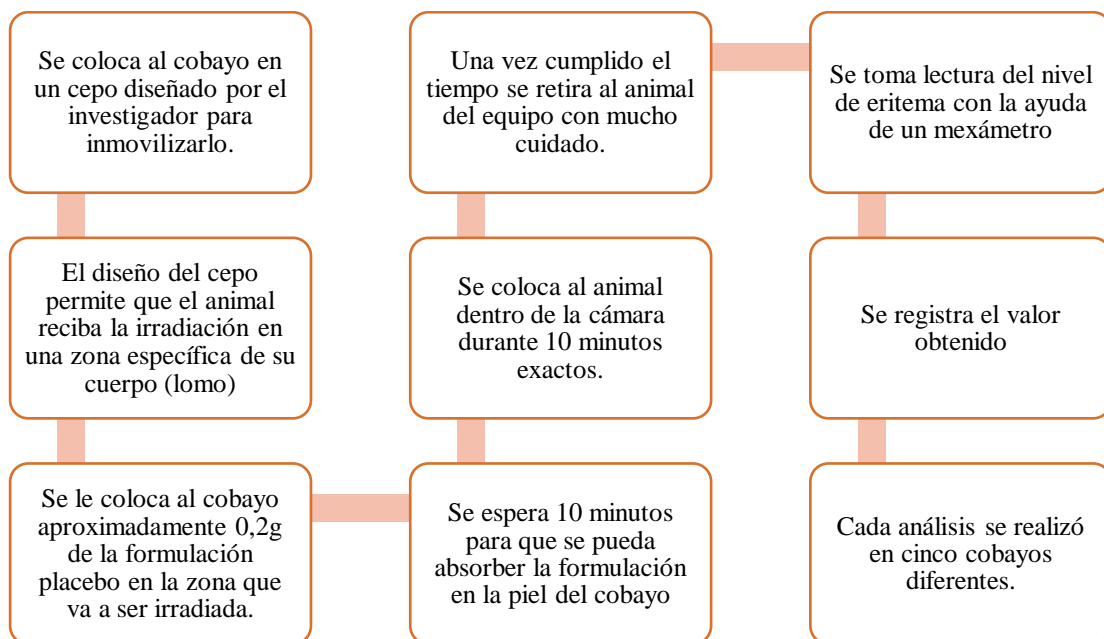 Se coloca al cobayo en
un cepo diseñado por el
investigador para
inmovilizarlo.
El diseño del cepo
permite que el animal
reciba la irradiación en
una zona específica de su
cuerpo (lomo)
Se le coloca al cobayo
aproximadamente 0,2g
de la formulación
placebo en la zona que
va a ser irradiada.
Se espera 10 minutos
para que se pueda
absorber la formulación
en la piel del cobayo
Se coloca al animal
dentro de la cámara
durante 10 minutos
exactos.
Una vez cumplido el
tiempo se retira al animal
del equipo con mucho
cuidado.
Se toma lectura del nivel
de eritema con la ayuda
de un mexámetro
Se registra el valor
obtenido
Cada análisis se realizó
en cinco cobayos
diferentes.